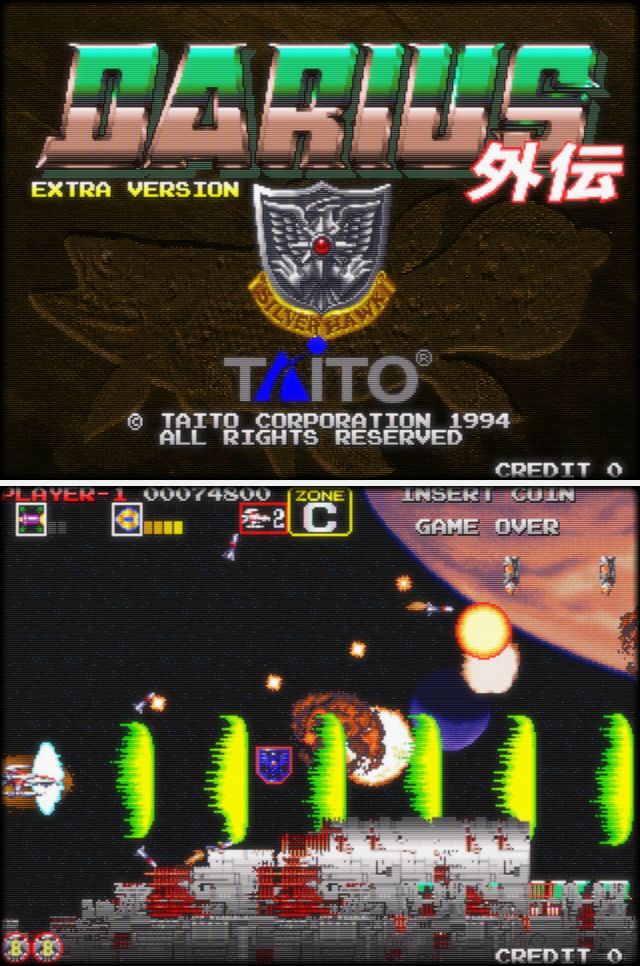 DARIUS
外伝
EXTRA VERSION
SILVER HAWK
TAITO®
© TAITO CORPORATION 1994
ALL RIGHTS RESERVED
CREDIT 0
PLAYER-1 00074800 ZONE INSERT COIN
2 C GAME OVER
B B
CREDIT 0